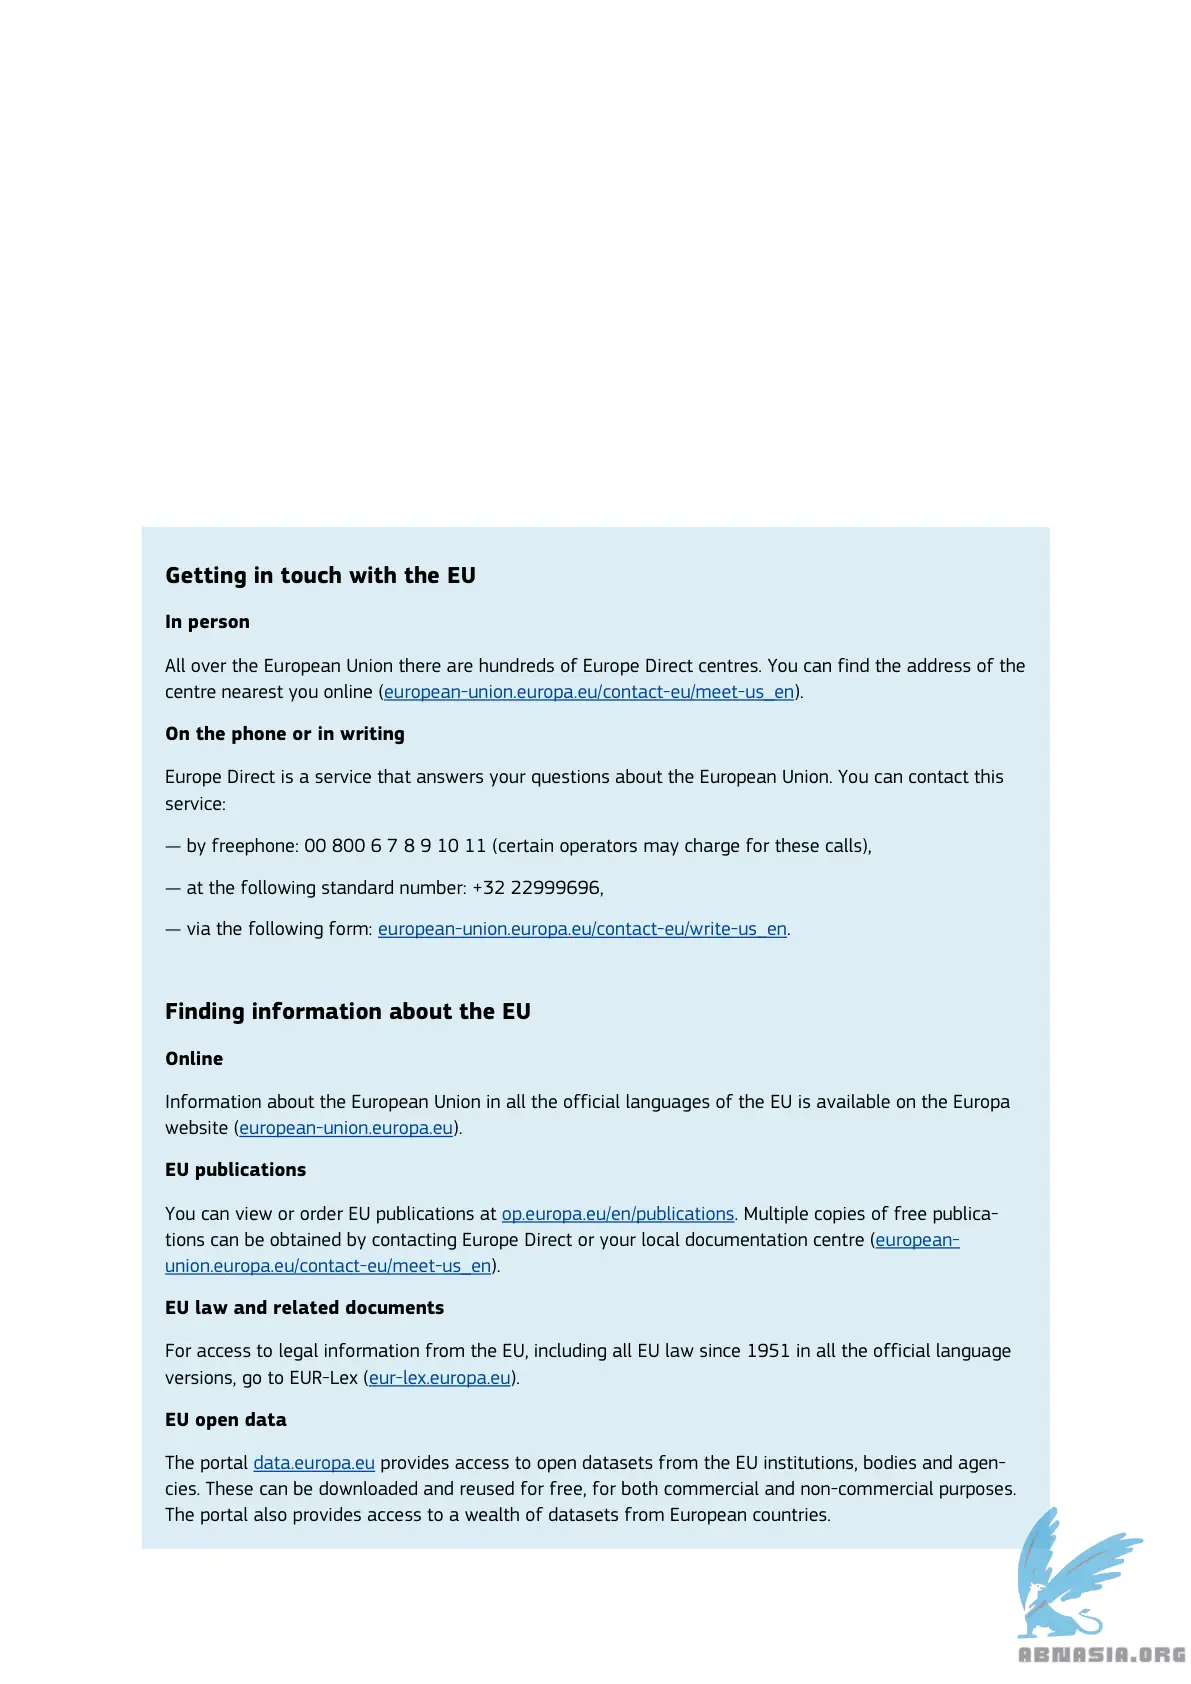 Getting in touch with the EU
In person
All over the European Union there are hundreds of Europe Direct centres. You can find the address of the
centre nearest you online (european-union.europa.eu/contact-eu/meet-us_en).
On the phone or in writing
Europe Direct is a service that answers your questions about the European Union. You can contact this
service:
— by freephone: 00 800 6 7 8 9 10 11 (certain operators may charge for these calls),
— at the following standard number: +32 22999696,
— via the following form: european-union.europa.eu/contact-eu/write-us_en.
Finding information about the EU
Online
Information about the European Union in all the official languages of the EU is available on the Europa
website (european-union.europa.eu).
EU publications
You can view or order EU publications at op.europa.eu/en/publications. Multiple copies of free publica-
tions can be obtained by contacting Europe Direct or your local documentation centre (european-
union.europa.eu/contact-eu/meet-us_en).
EU law and related documents
For access to legal information from the EU, including all EU law since 1951 in all the official language
versions, go to EUR-Lex (eur-lex.europa.eu).
EU open data
The portal data.europa.eu provides access to open datasets from the EU institutions, bodies and agen-
cies. These can be downloaded and reused for free, for both commercial and non-commercial purposes.
The portal also provides access to a wealth of datasets from European countries.
ABNASIA.ORG